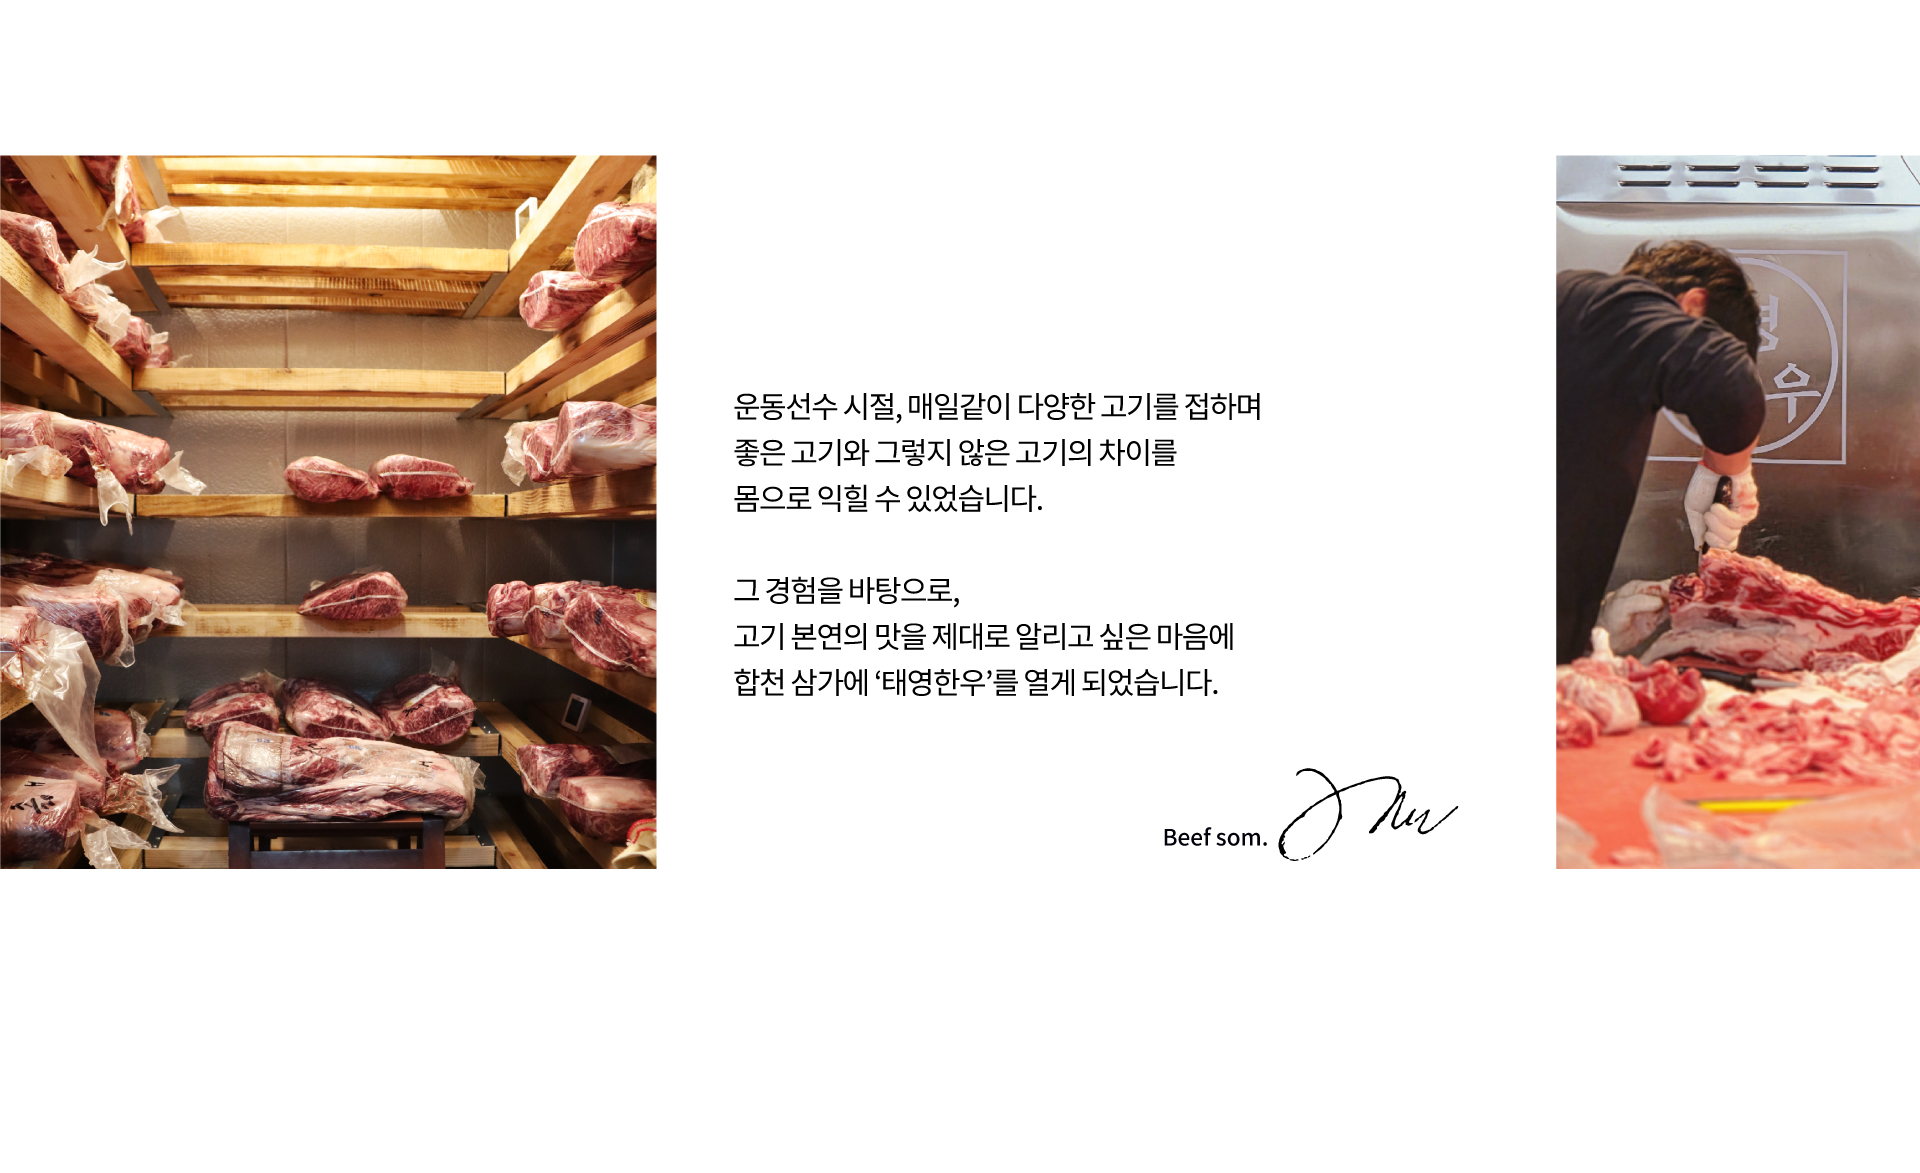 운동선수 시절, 매일같이 다양한 고기를 접하며
좋은 고기와 그렇지 않은 고기의 차이를
몸으로 익힐 수 있었습니다.
그 경험을 바탕으로,
고기 본연의 맛을 제대로 알리고 싶은 마음에
합천 삼가에 ‘태영한우’를 열게 되었습니다.
Beef som.
영
우